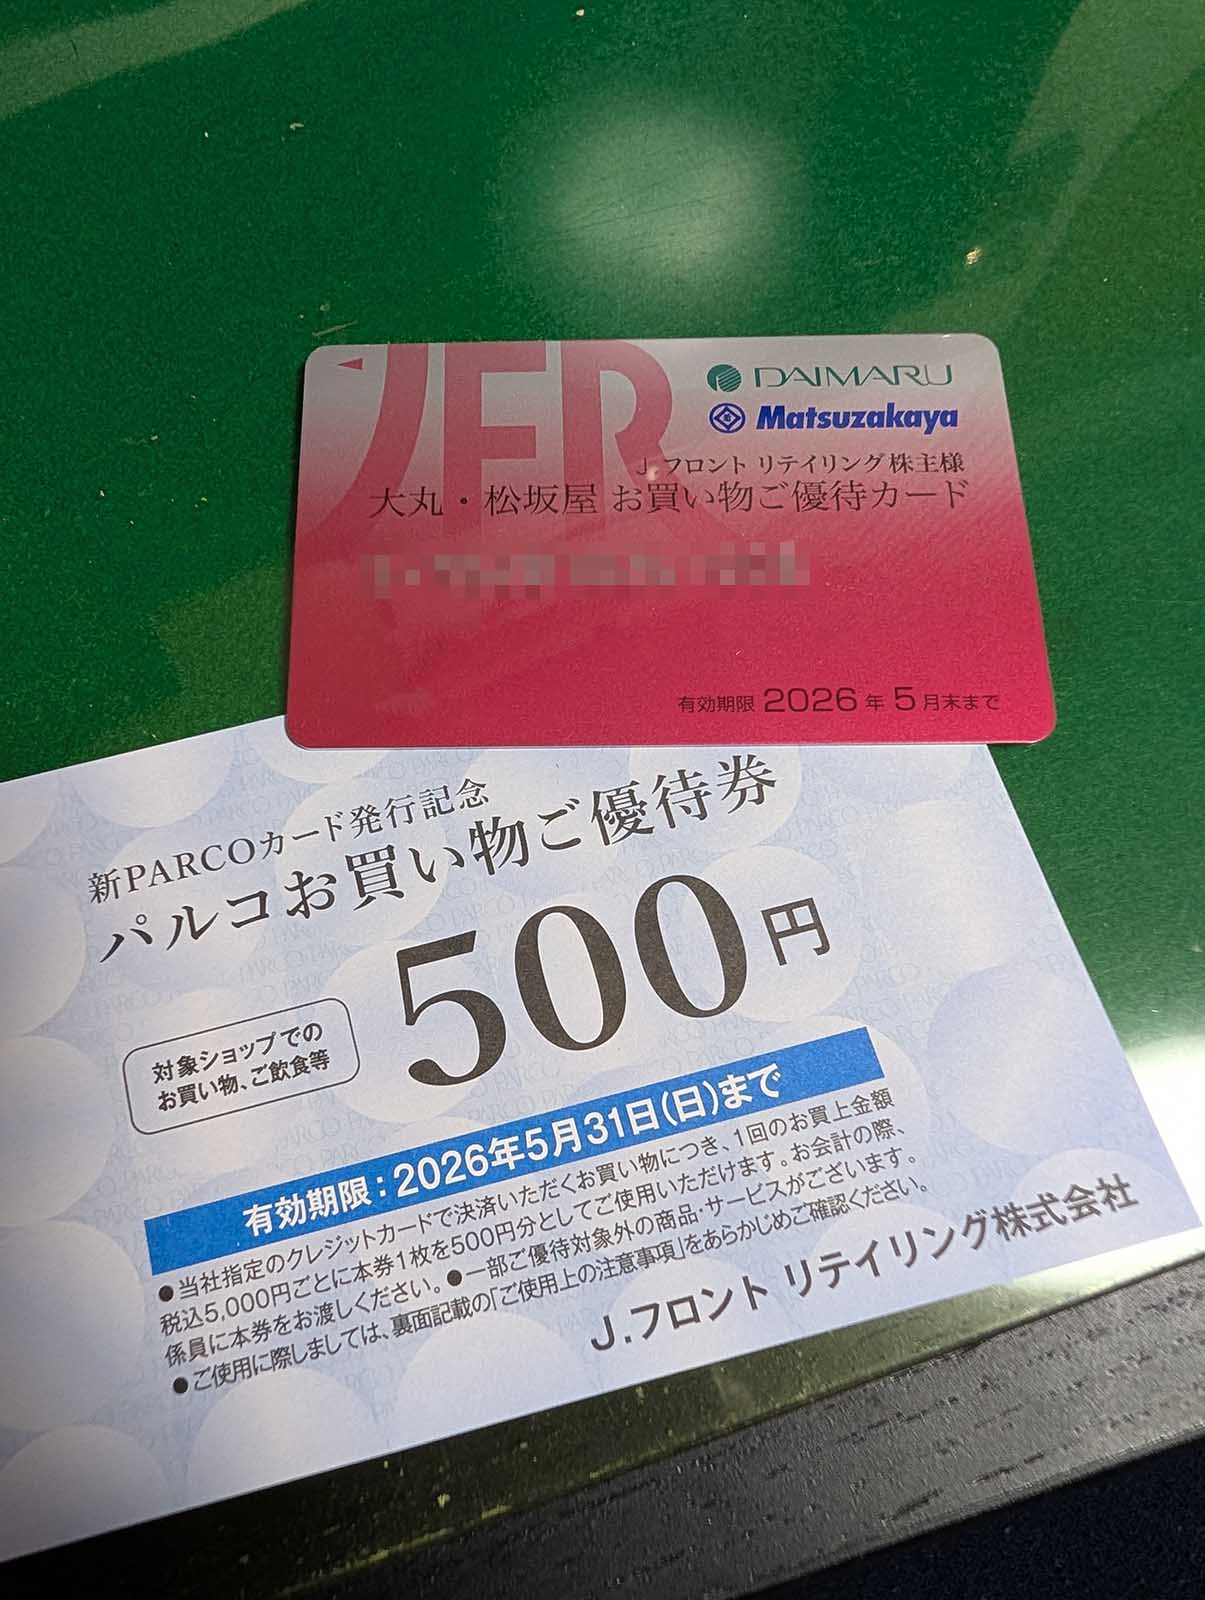 JFR
DAIMARU
Matsuzakaya
J.フロント リテイリング株主様
大丸・松坂屋 お買い物ご優待カード
有効期限 2026 年 5 月末まで
新PARCOカード発行記念
パルコお買い物ご優待券
500円
対象ショップでの
お買い物、ご飲食等
有効期限：2026年5月31日(日)まで
●当社指定のクレジットカードで決済いただくお買い物につき、1回のお買上金額
税込5,000円ごとに本券1枚を500円分としてご使用いただけます。お会計の際、
係員に本券をお渡しください。●一部ご優待対象外の商品・サービスがございます。
●ご使用に際しましては、裏面記載の「ご使用上の注意事項」をあらかじめご確認ください。
J.フロント リテイリング株式会社